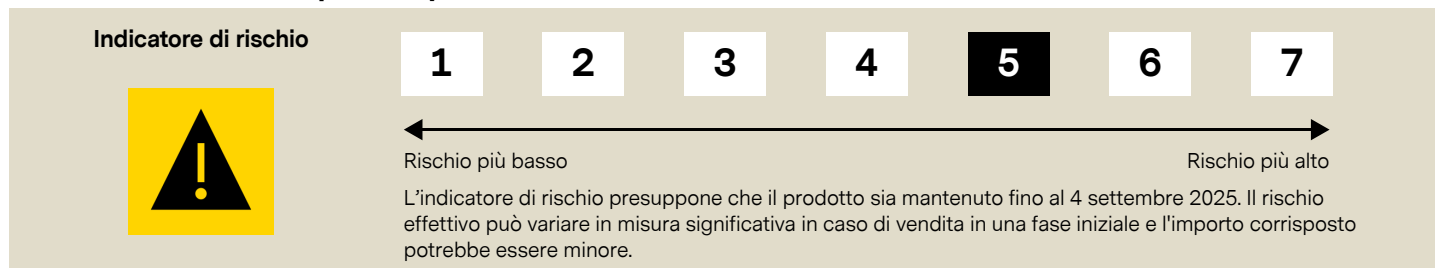 Indicatore di rischio
1 2 3 4 5 6 7
Rischio più basso Rischio più alto
L'indicatore di rischio presuppone che il prodotto sia mantenuto fino al 4 settembre 2025. Il rischio
effettivo può variare in misura significativa in caso di vendita in una fase iniziale e l'importo corrisposto
potrebbe essere minore.